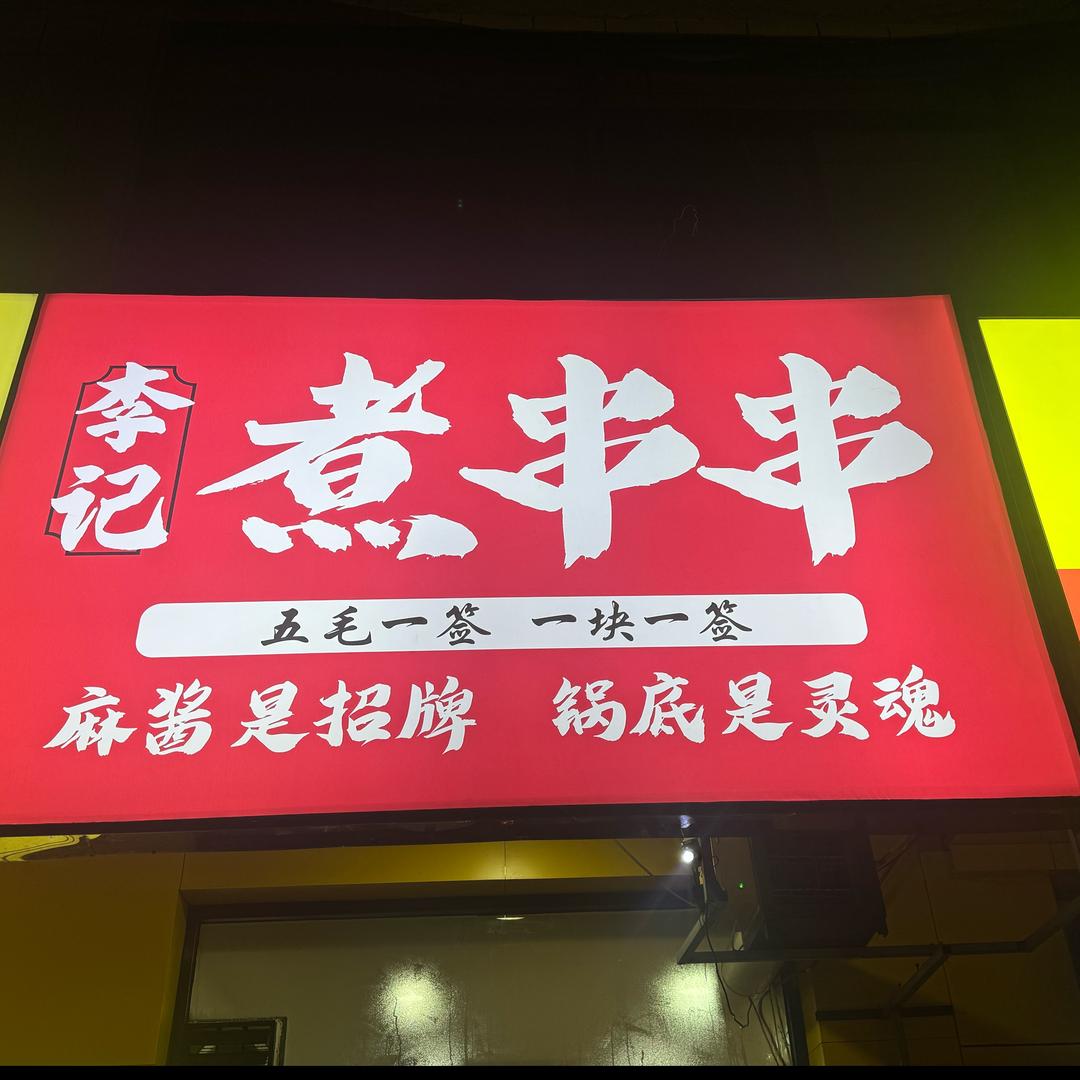 李记
煮串串
五毛一签 一块一签
麻酱是招牌 锅底是灵魂